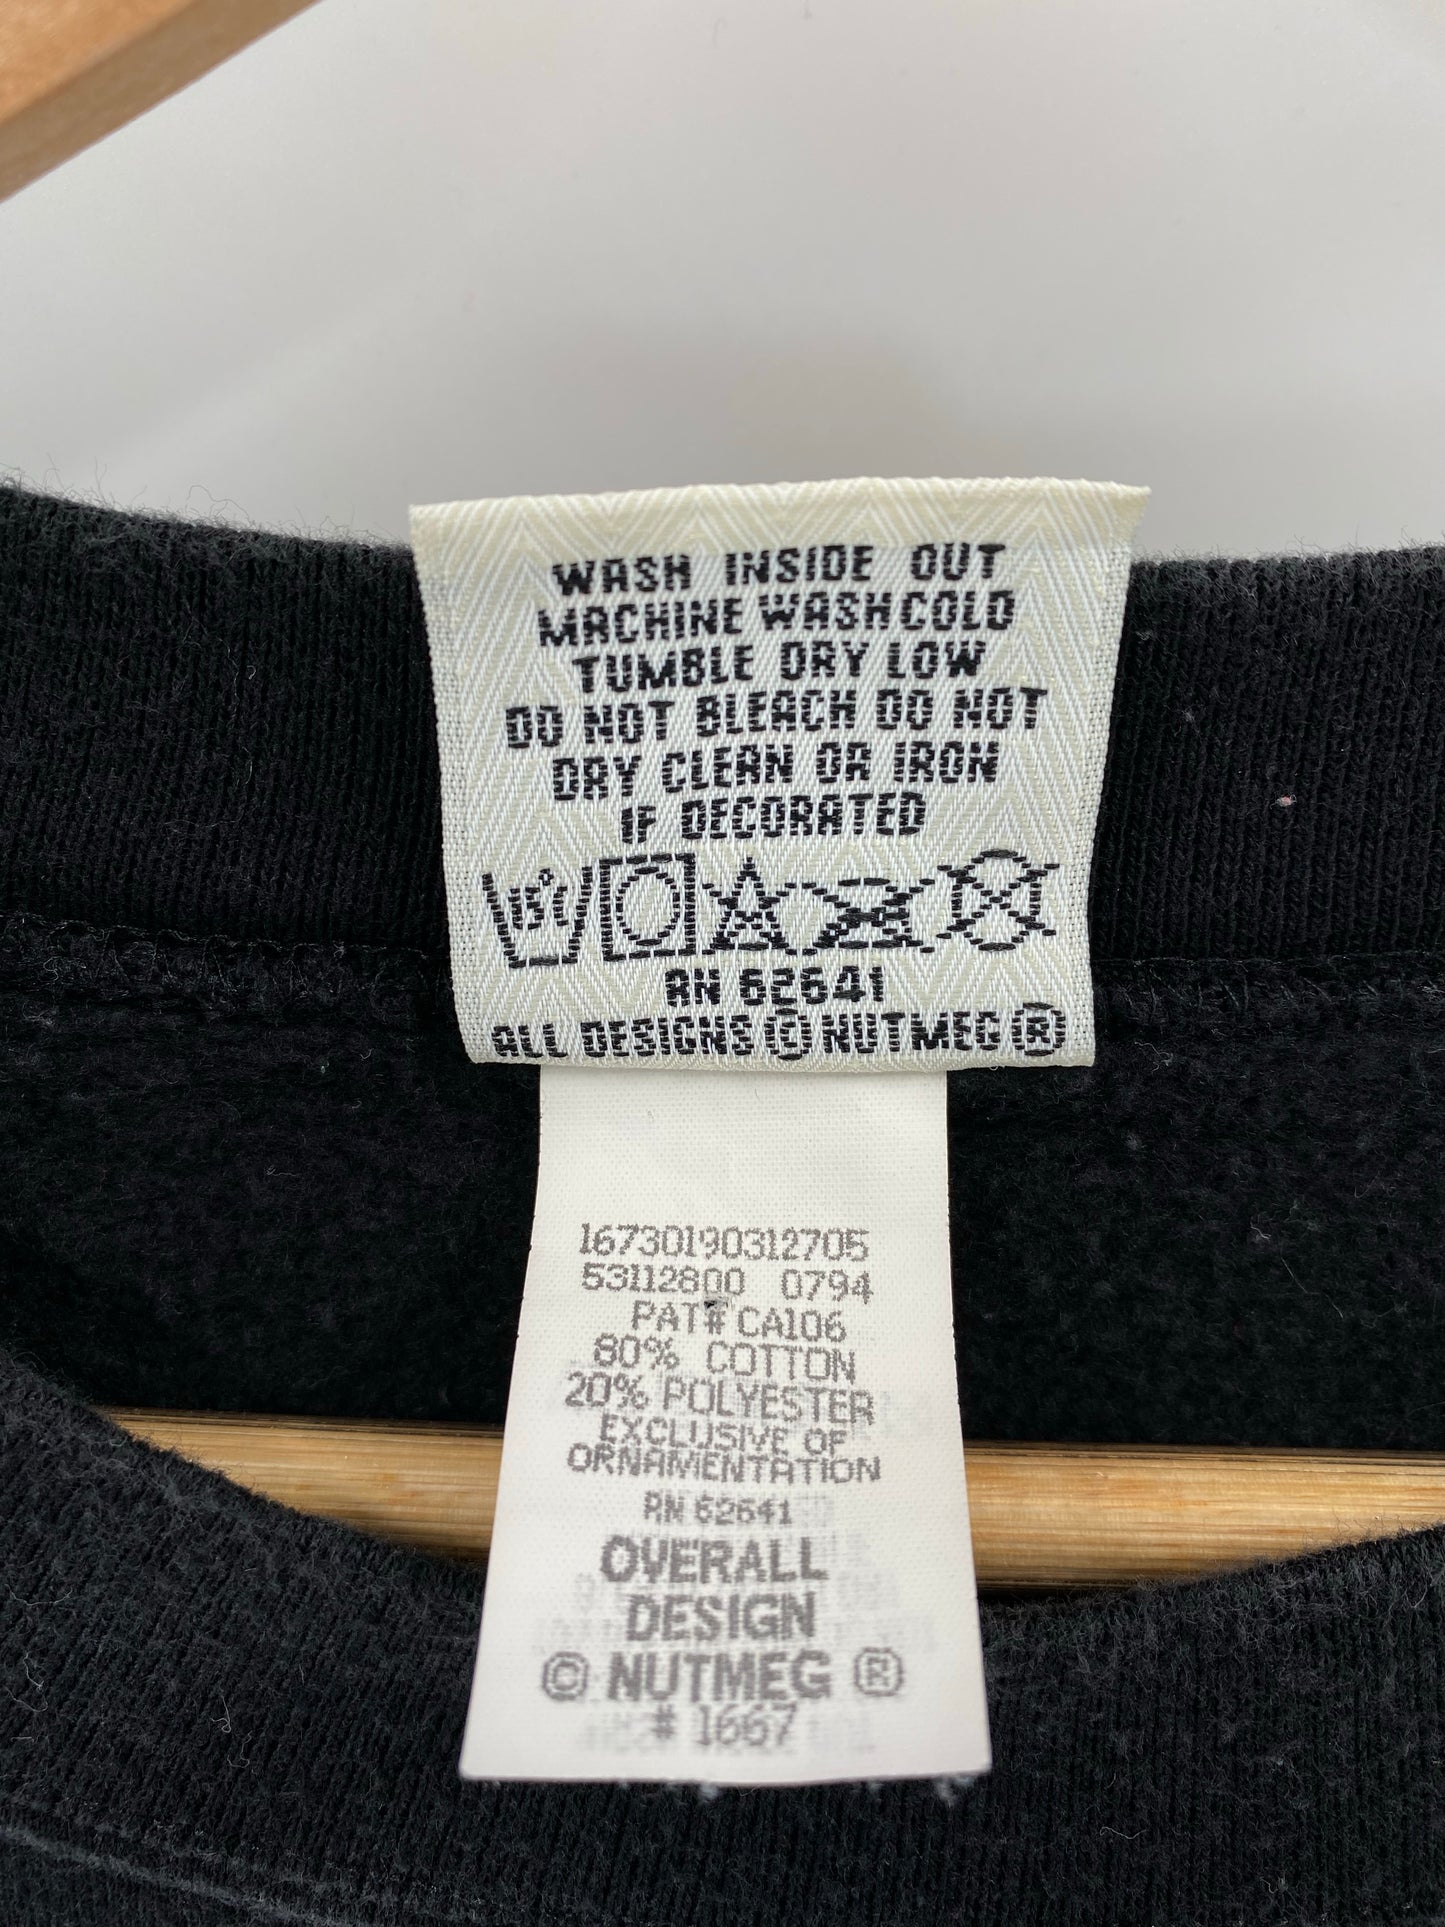 WASH INSIDE OUT
MACHINE WASH COLD
TUMBLE DRY LOW
DO NOT BLEACH DO NOT
DRY CLEAN OR IRON
IF DECORATED
15°C
RN 62641
ALL DESIGNS © NUTMEG ®
16730190312705
53112800 0794
PAT# CA106
80% COTTON
20% POLYESTER
EXCLUSIVE OF
ORNAMENTATION
RN 62641
OVERALL
DESIGN
© NUTMEG ®
# 1667